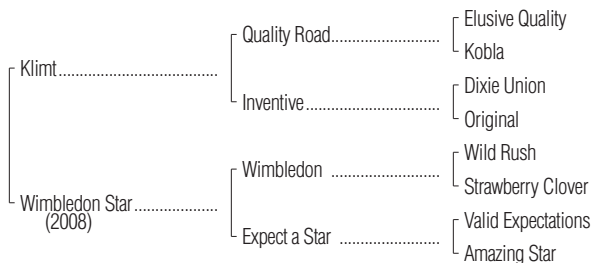 Elusive Quality
Quality Road
Kobla
Klimt
Dixie Union
Inventive
Original
Wild Rush
Wimbledon
Strawberry Clover
Wimbledon Star
(2008)
Valid Expectations
Expect a Star
Amazing Star